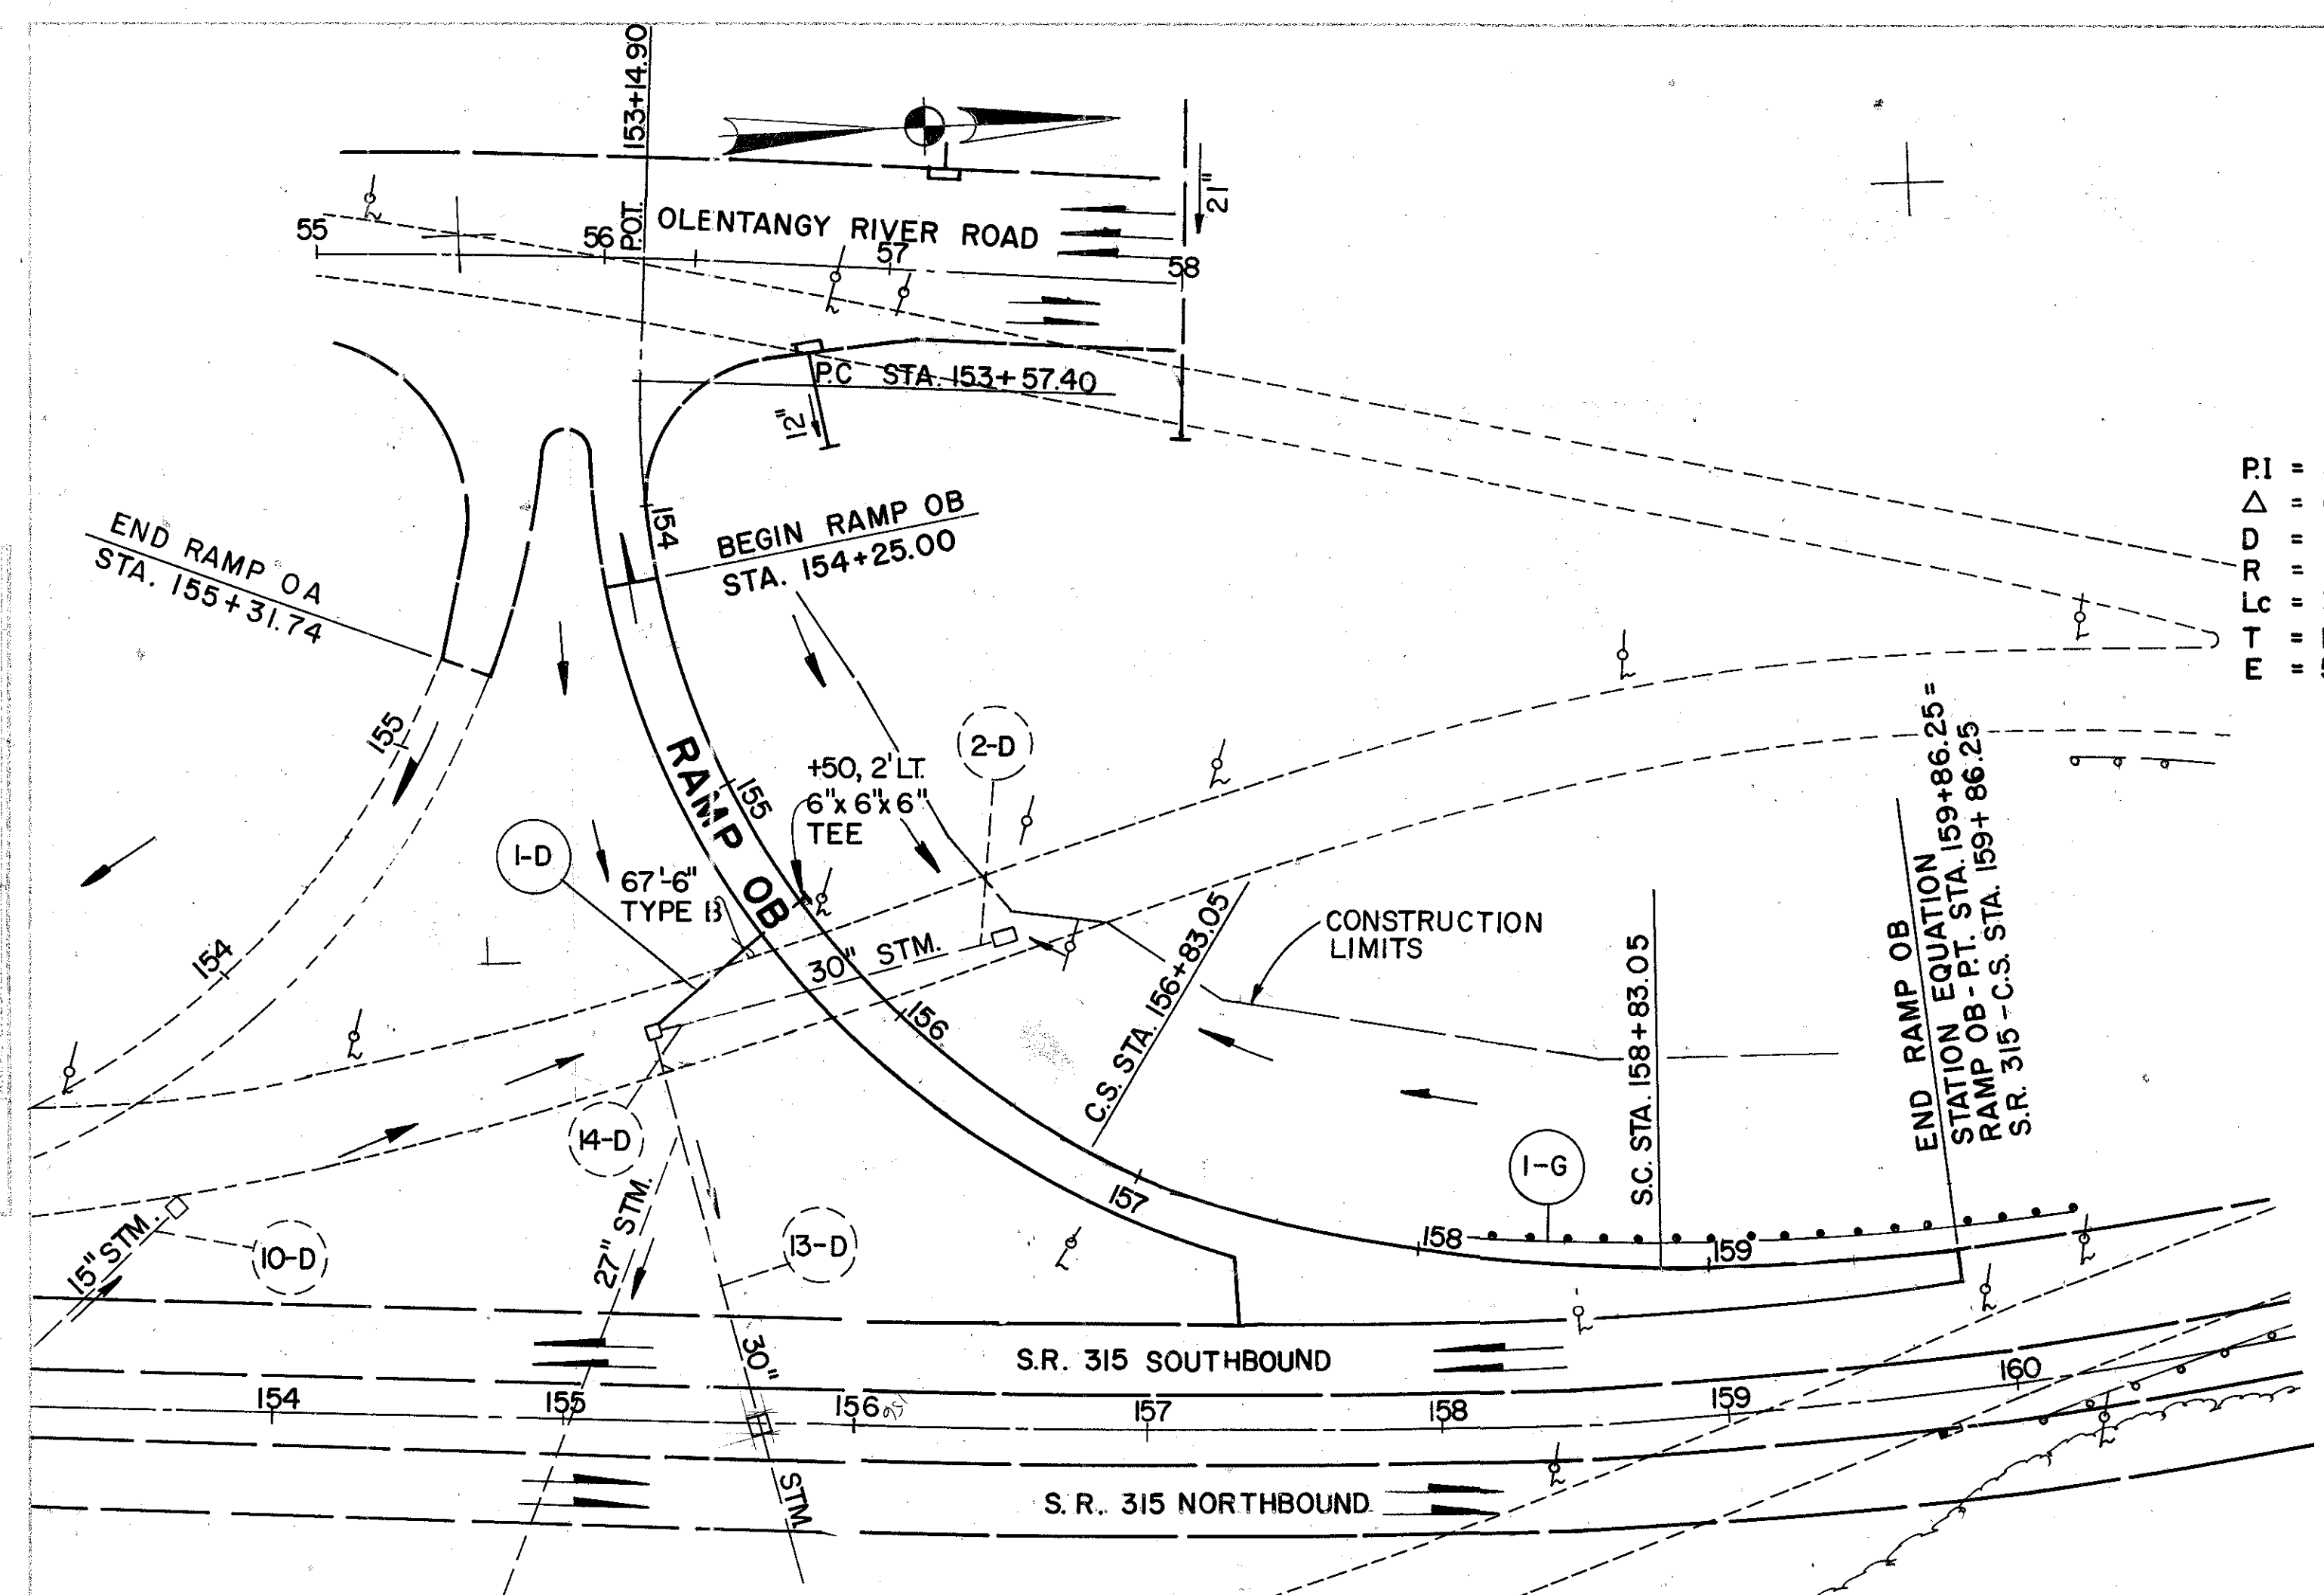 153+14.90
P.O.T.
21"
OLENTANGY RIVER ROAD
55
56
57
58
P.C STA. 153+57.40
12"
P.I =
△ =
D =
R =
Lc =
T =
E =
154
BEGIN RAMP OB
STA. 154+25.00
END RAMP OA
STA. 155+31.74
155
154
RAMP OB
155
+50, 2' LT.
6"x 6"x 6"
TEE
2-D
1-D
67'-6"
TYPE B
30" STM.
156
C.S. STA. 156+83.05
CONSTRUCTION
LIMITS
S.C. STA. 158+83.05
END RAMP OB
STATION EQUATION
RAMP OB - P.T. STA. 159+86.25 =
S.R. 315 - C.S. STA. 159+86.25
14-D
1-G
157
158
159
15" STM.
10-D
27" STM.
13-D
30"
STM.
S.R. 315 SOUTHBOUND
154
155
156
157
158
159
160
S.R. 315 NORTHBOUND